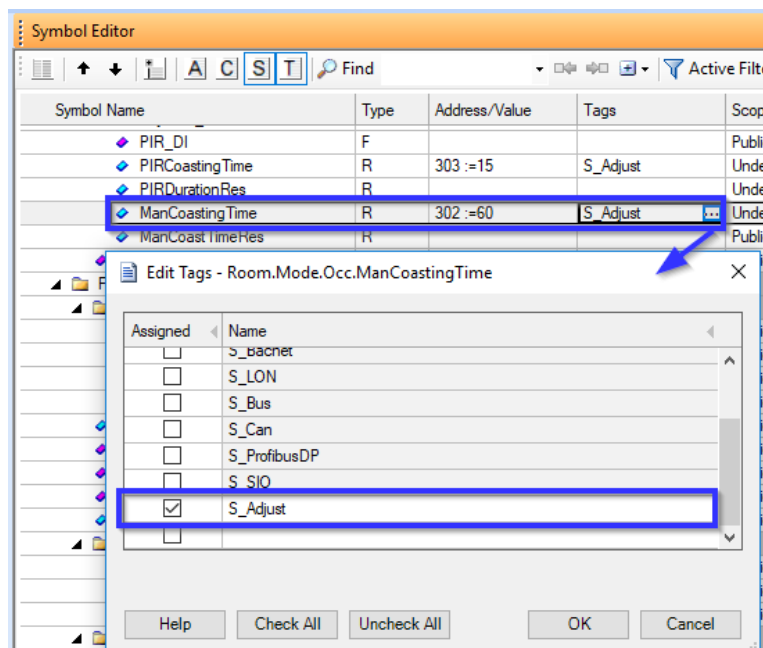 Symbol Editor
A C S T Find Active Filt
Symbol Name Type Address/Value Tags Scop
PIR_DI F Publi
PIRCoastingTime R 303 :=15 S_Adjust Unde
PIRDurationRes R Unde
ManCoastingTime R 302 :=60 S_Adjust ... Unde
ManCoastTimeRes R Publi
F
Edit Tags - Room.Mode.Occ.ManCoastingTime
Assigned Name
S_Bacnet
S_LON
S_Bus
S_Can
S_ProfibusDP
S_SIO
S_Adjust
Help Check All Uncheck All OK Cancel